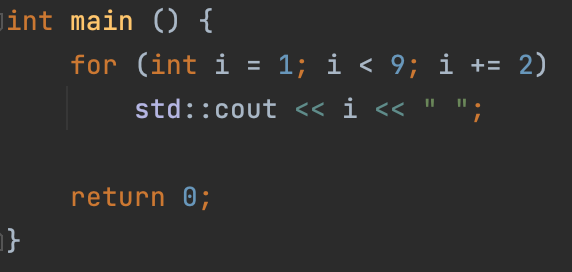 int main () {
    for (int i = 1; i < 9; i += 2)
        std::cout << i << " ";

    return 0;
}